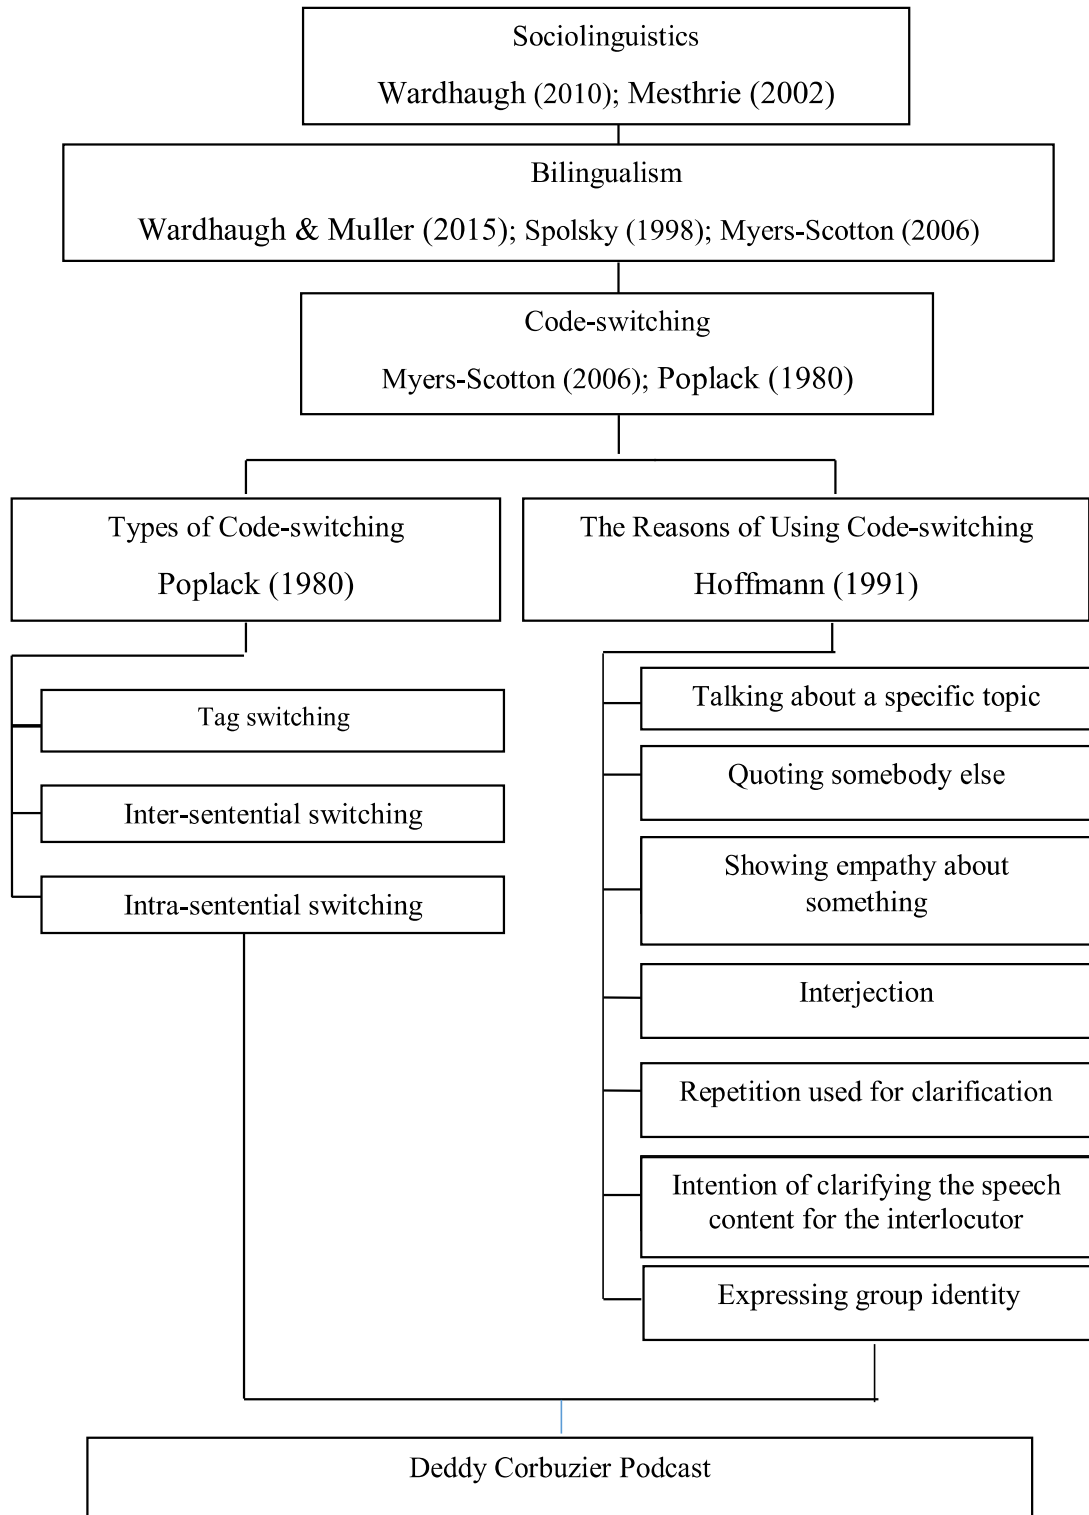 Sociolinguistics
Wardhaugh (2010); Mesthrie (2002)
Bilingualism
Wardhaugh & Muller (2015); Spolsky (1998); Myers-Scotton (2006)
Code-switching
Myers-Scotton (2006); Poplack (1980)
Types of Code-switching
Poplack (1980)
The Reasons of Using Code-switching
Hoffmann (1991)
Tag switching
Inter-sentential switching
Intra-sentential switching
Talking about a specific topic
Quoting somebody else
Showing empathy about
something
Interjection
Repetition used for clarification
Intention of clarifying the speech
content for the interlocutor
Expressing group identity
Deddy Corbuzier Podcast